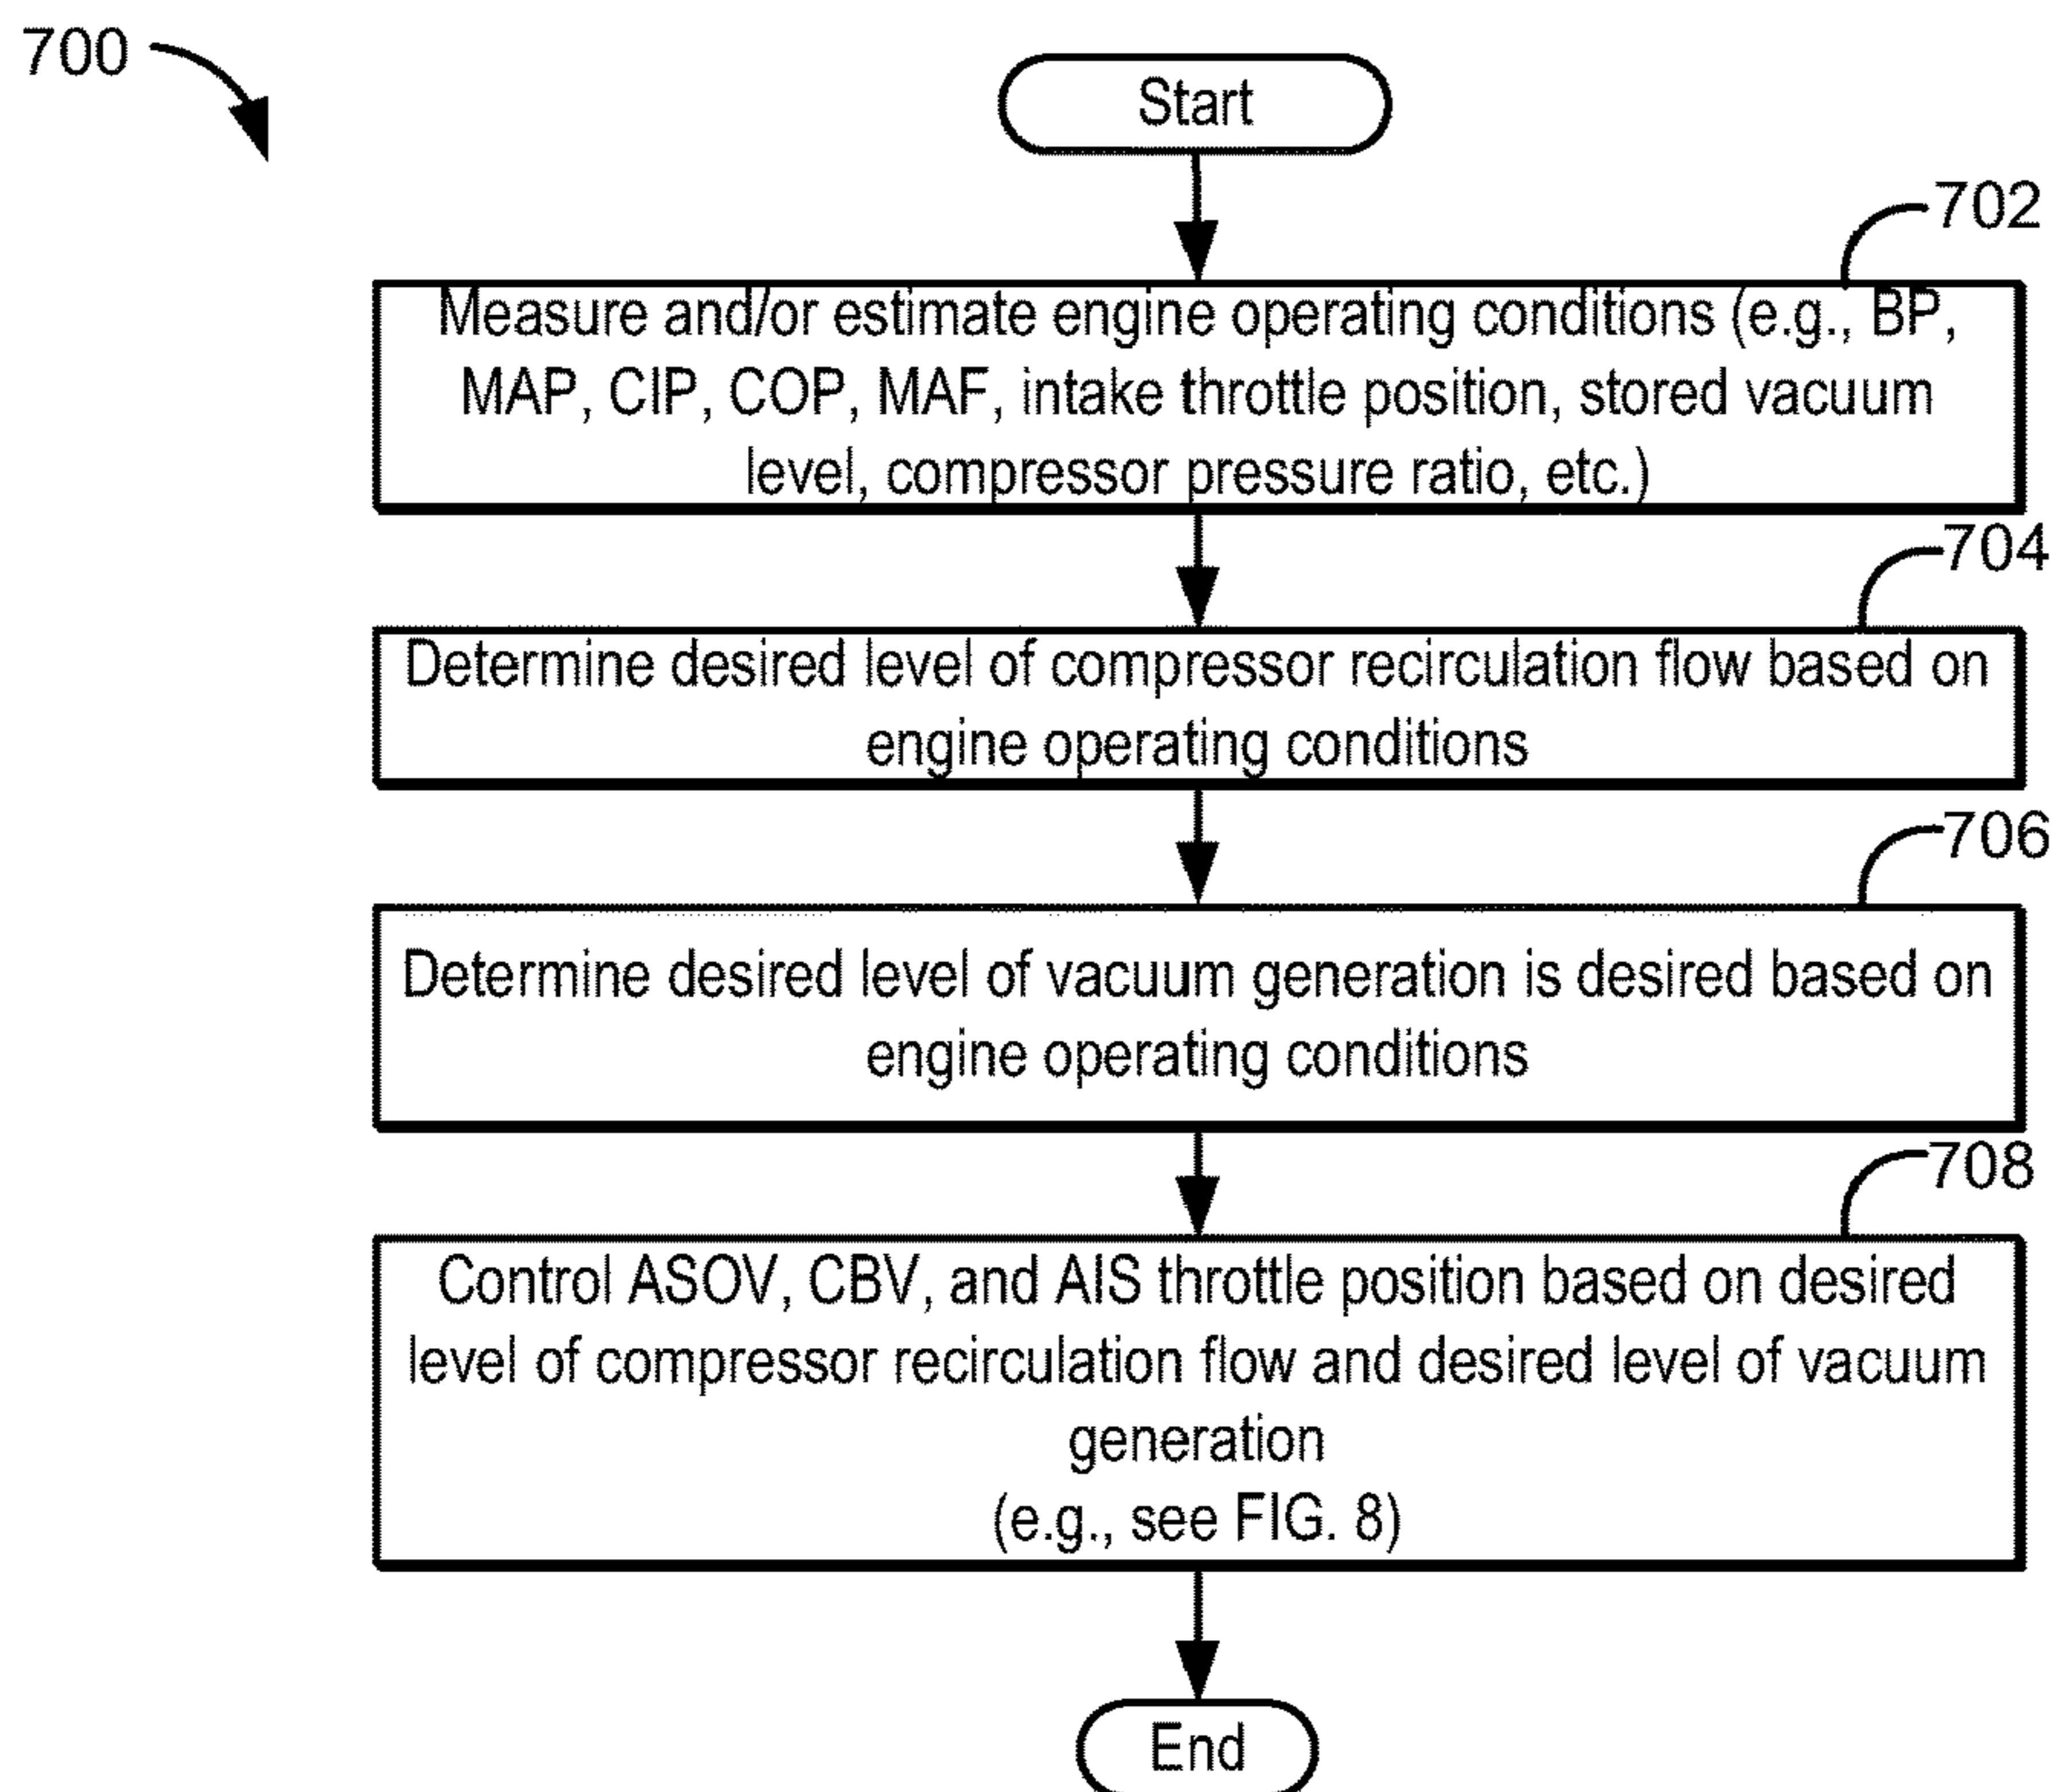 700
Start
702
Measure and/or estimate engine operating conditions (e.g., BP,
MAP, CIP, COP, MAF, intake throttle position, stored vacuum
level, compressor pressure ratio, etc.)
704
Determine desired level of compressor recirculation flow based on
engine operating conditions
706
Determine desired level of vacuum generation is desired based on
engine operating conditions
708
Control ASOV, CBV, and AIS throttle position based on desired
level of compressor recirculation flow and desired level of vacuum
generation
(e.g., see FIG. 8)
End